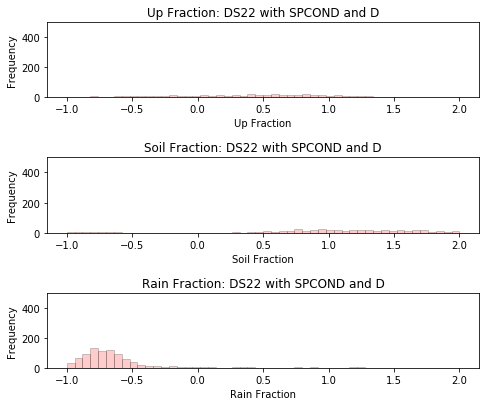 Up Fraction: DS22 with SPCOND and D
400
200
0
Frequency
−1.0 −0.5 0.0 0.5 1.0 1.5 2.0
Up Fraction
Soil Fraction: DS22 with SPCOND and D
400
200
0
Frequency
−1.0 −0.5 0.0 0.5 1.0 1.5 2.0
Soil Fraction
Rain Fraction: DS22 with SPCOND and D
400
200
0
Frequency
−1.0 −0.5 0.0 0.5 1.0 1.5 2.0
Rain Fraction